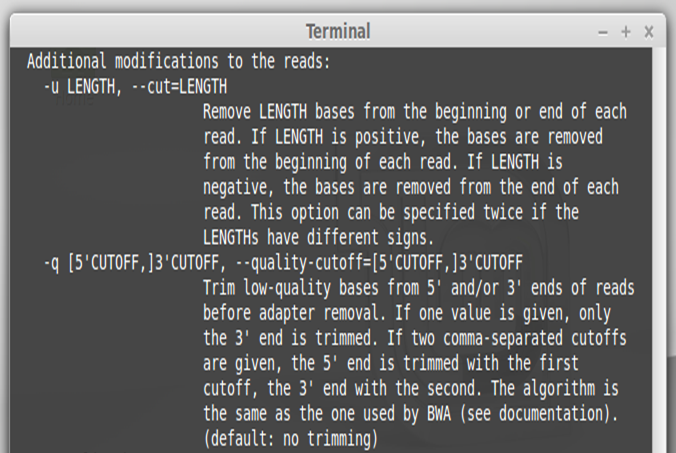 Terminal
Additional modifications to the reads:
-u LENGTH, --cut=LENGTH
Remove LENGTH bases from the beginning or end of each
read. If LENGTH is positive, the bases are removed
from the beginning of each read. If LENGTH is
negative, the bases are removed from the end of each
read. This option can be specified twice if the
LENGTHs have different signs.
-q [5'CUTOFF,]3'CUTOFF, --quality-cutoff=[5'CUTOFF,]3'CUTOFF
Trim low-quality bases from 5' and/or 3' ends of reads
before adapter removal. If one value is given, only
the 3' end is trimmed. If two comma-separated cutoffs
are given, the 5' end is trimmed with the first
cutoff, the 3' end with the second. The algorithm is
the same as the one used by BWA (see documentation).
(default: no trimming)